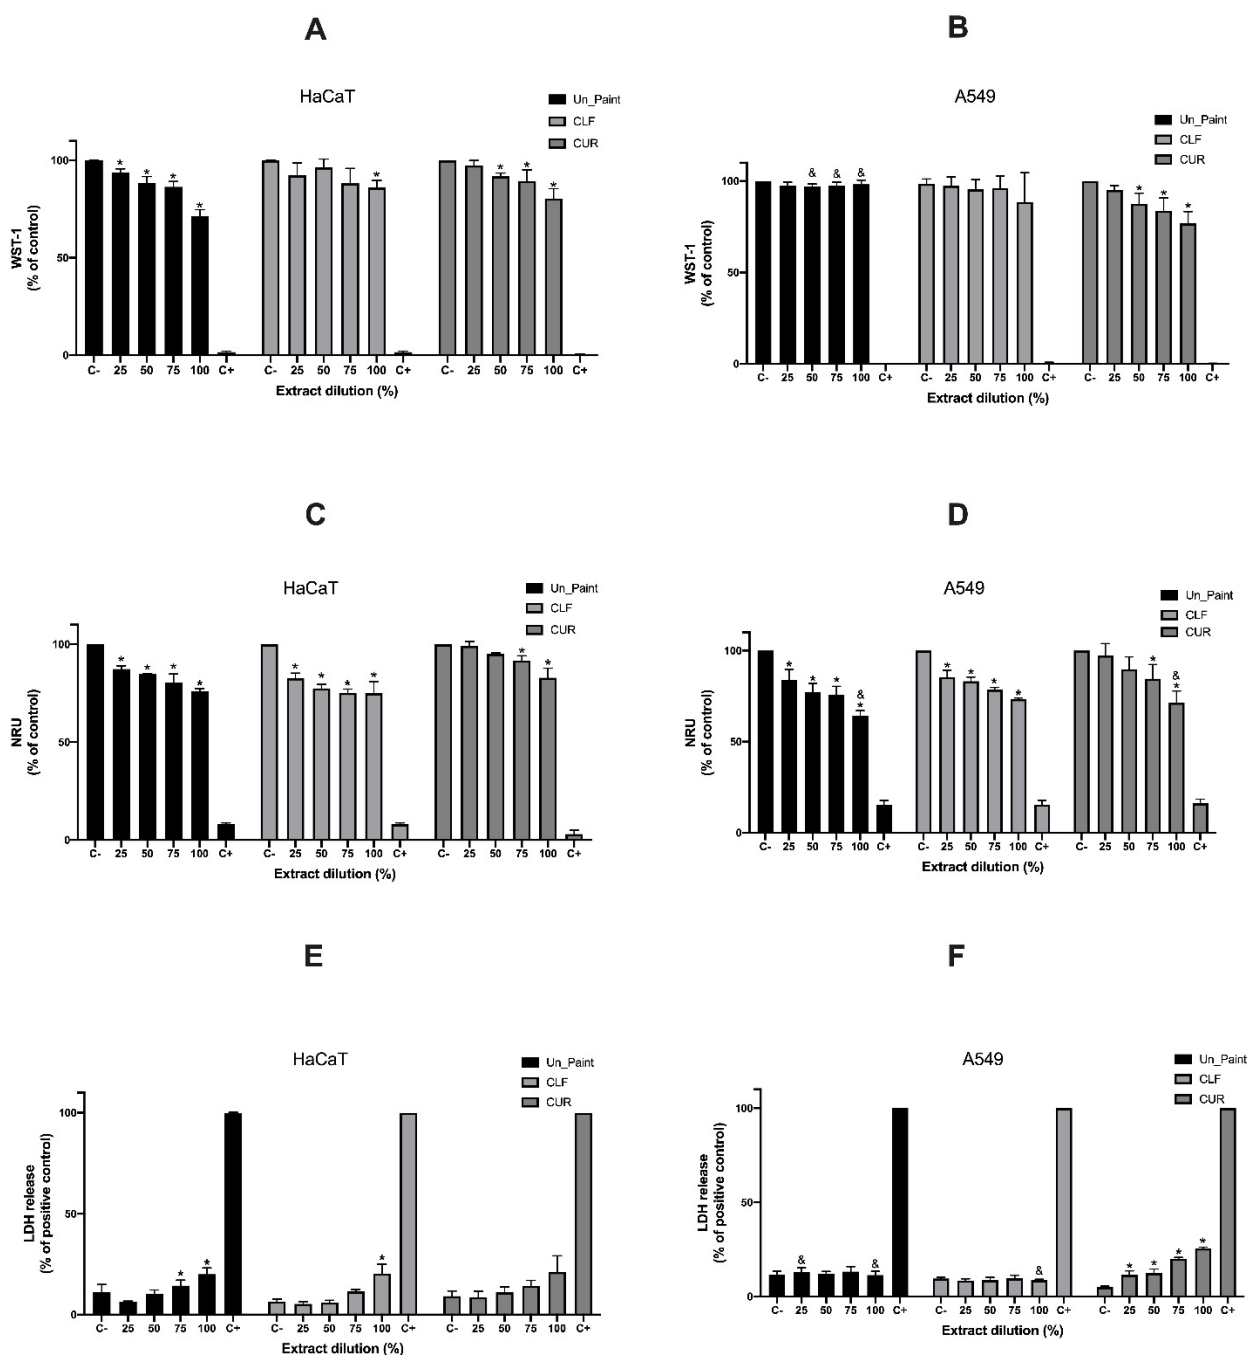 A
B
HaCaT
Un_Paint
CLF
CUR
WST-1
(% of control)
100
50
0
* * * * * * * *
C- 25 50 75 100 C+ C- 25 50 75 100 C+ C- 25 50 75 100 C+
Extract dilution (%)
A549
Un_Paint
CLF
CUR
WST-1
(% of control)
100
50
0
& & & * * *
C- 25 50 75 100 C+ C- 25 50 75 100 C+ C- 25 50 75 100 C+
Extract dilution (%)
C
D
HaCaT
Un_Paint
CLF
CUR
NRU
(% of control)
100
50
0
* * * * * * * * * *
C- 25 50 75 100 C+ C- 25 50 75 100 C+ C- 25 50 75 100 C+
Extract dilution (%)
A549
Un_Paint
CLF
CUR
NRU
(% of control)
100
50
0
& &
* * * * * * * * * *
C- 25 50 75 100 C+ C- 25 50 75 100 C+ C- 25 50 75 100 C+
Extract dilution (%)
E
F
HaCaT
Un_Paint
CLF
CUR
LDH release
(% of positive control)
100
50
0
* * *
C- 25 50 75 100 C+ C- 25 50 75 100 C+ C- 25 50 75 100 C+
Extract dilution (%)
A549
Un_Paint
CLF
CUR
LDH release
(% of positive control)
100
50
0
& & & * * * *
C- 25 50 75 100 C+ C- 25 50 75 100 C+ C- 25 50 75 100 C+
Extract dilution (%)